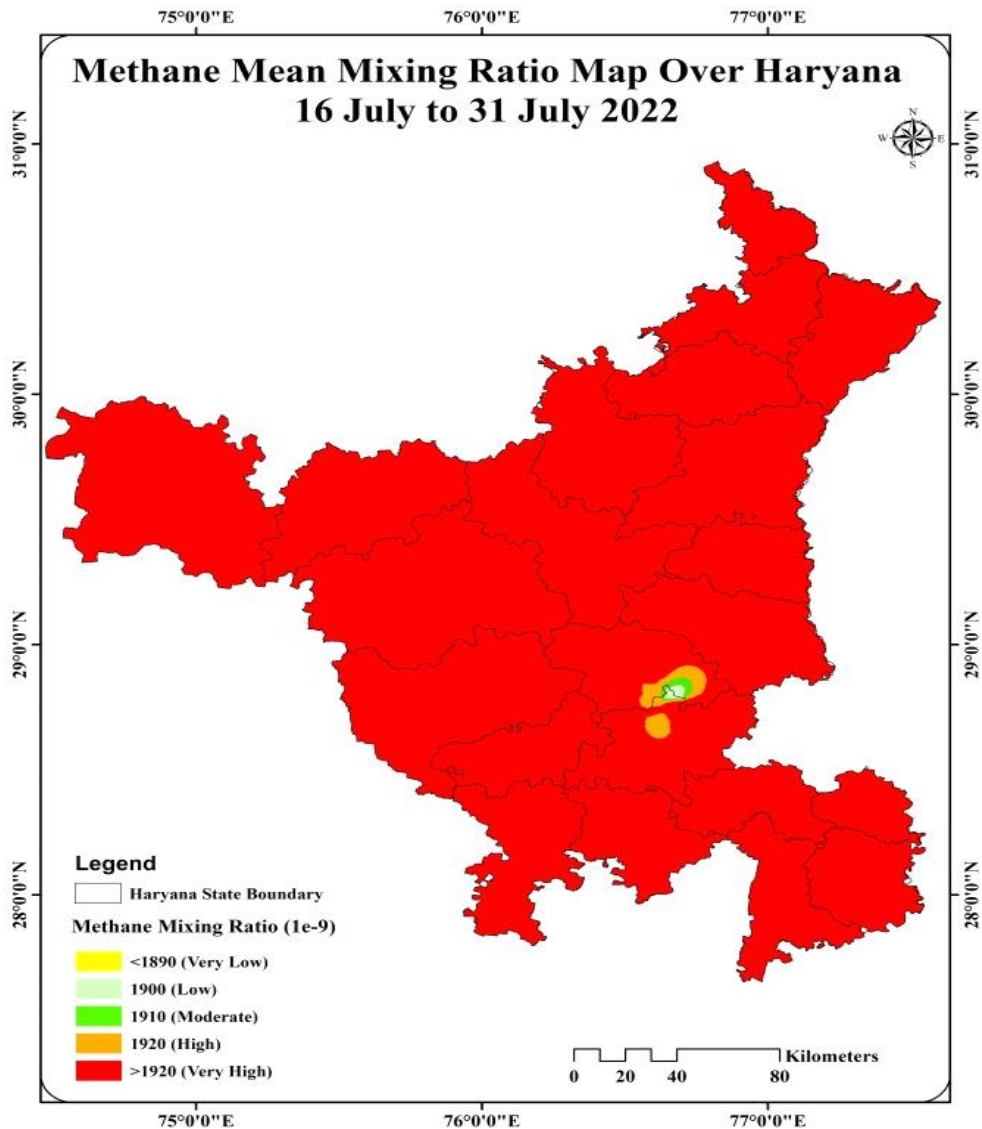 75°0'0"E 76°0'0"E 77°0'0"E
Methane Mean Mixing Ratio Map Over Haryana
16 July to 31 July 2022
N
W E
S
31°0'0"N 31°0'0"N
30°0'0"N 30°0'0"N
29°0'0"N 29°0'0"N
28°0'0"N 28°0'0"N
Legend
Haryana State Boundary
Methane Mixing Ratio (1e-9)
<1890 (Very Low)
1900 (Low)
1910 (Moderate)
1920 (High)
>1920 (Very High)
Kilometers
0 20 40 80
75°0'0"E 76°0'0"E 77°0'0"E